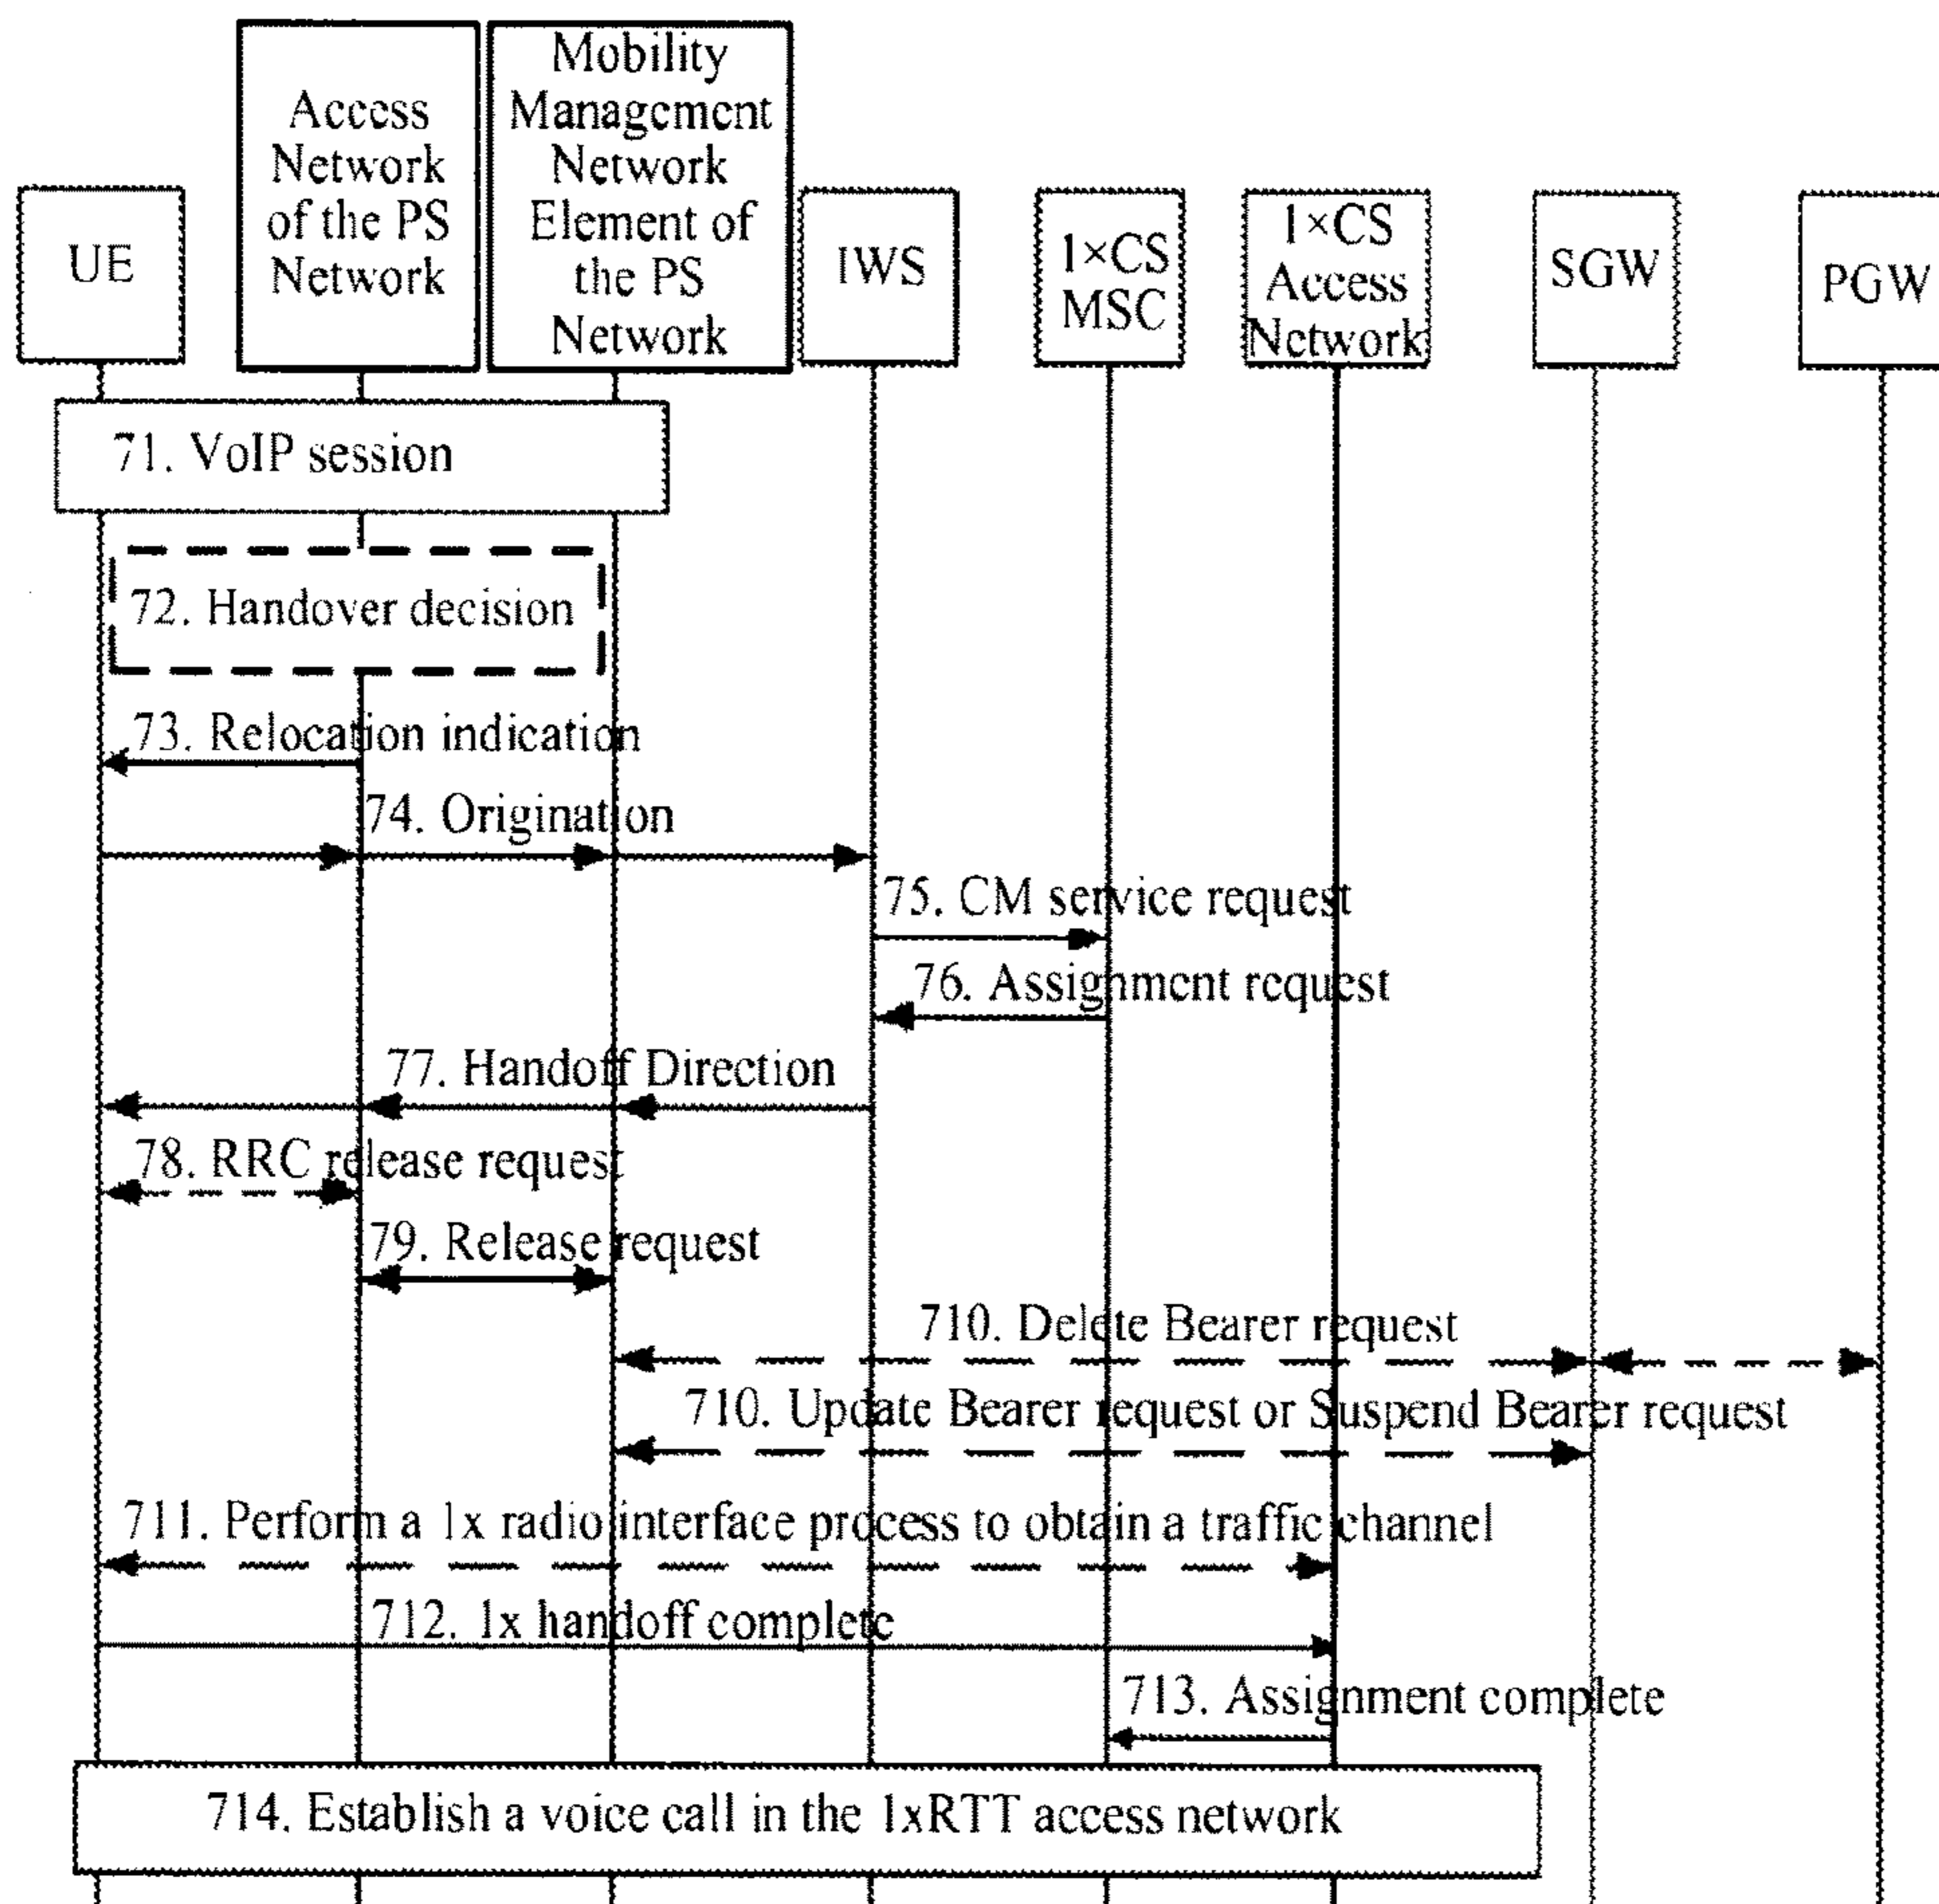 UE
Access
Network
of the PS
Network
Mobility
Management
Network
Element of
the PS
Network
IWS
1×CS
MSC
1×CS
Access
Network
SGW
PGW
71. VoIP session
72. Handover decision
73. Relocation indication
74. Origination
75. CM service request
76. Assignment request
77. Handoff Direction
78. RRC release request
79. Release request
710. Delete Bearer request
710. Update Bearer request or Suspend Bearer request
711. Perform a 1x radio interface process to obtain a traffic channel
712. 1x handoff complete
713. Assignment complete
714. Establish a voice call in the 1xRTT access network